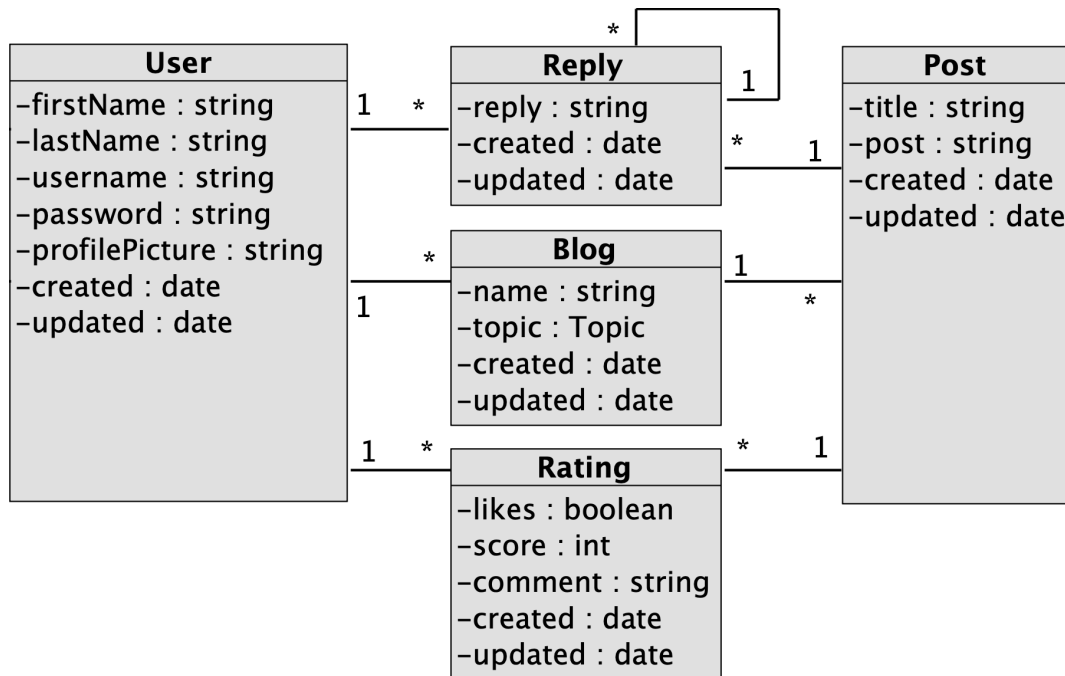 User
-firstName : string
-lastName : string
-username : string
-password : string
-profilePicture : string
-created : date
-updated : date
1
*
1
*
1
*
Reply
-reply : string
-created : date
-updated : date
*
1
*
1
Blog
-name : string
-topic : Topic
-created : date
-updated : date
1
*
Rating
-likes : boolean
-score : int
-comment : string
-created : date
-updated : date
*
1
Post
-title : string
-post : string
-created : date
-updated : date